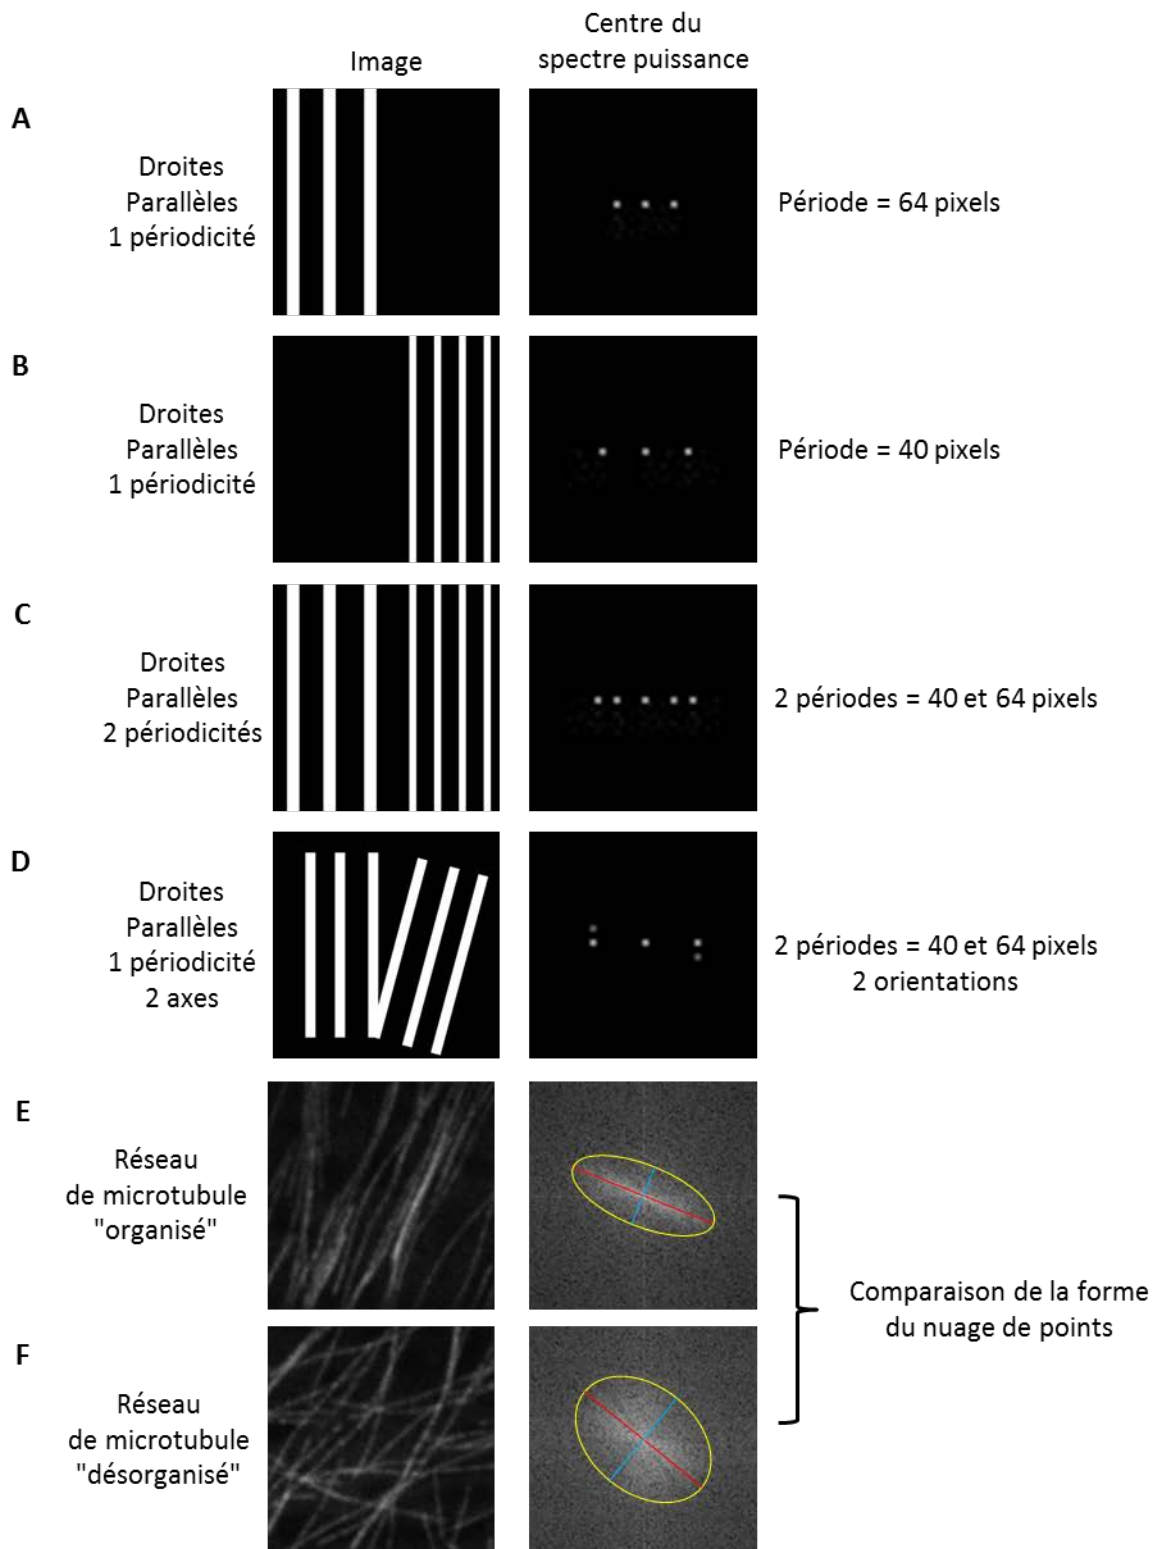 Image
Centre du
spectre puissance
A
Droites
Parallèles
1 périodicité
Période = 64 pixels
B
Droites
Parallèles
1 périodicité
Période = 40 pixels
C
Droites
Parallèles
2 périodicités
2 périodes = 40 et 64 pixels
D
Droites
Parallèles
1 périodicité
2 axes
2 périodes = 40 et 64 pixels
2 orientations
E
Réseau
de microtubule
"organisé"
Comparaison de la forme
du nuage de points
F
Réseau
de microtubule
"désorganisé"